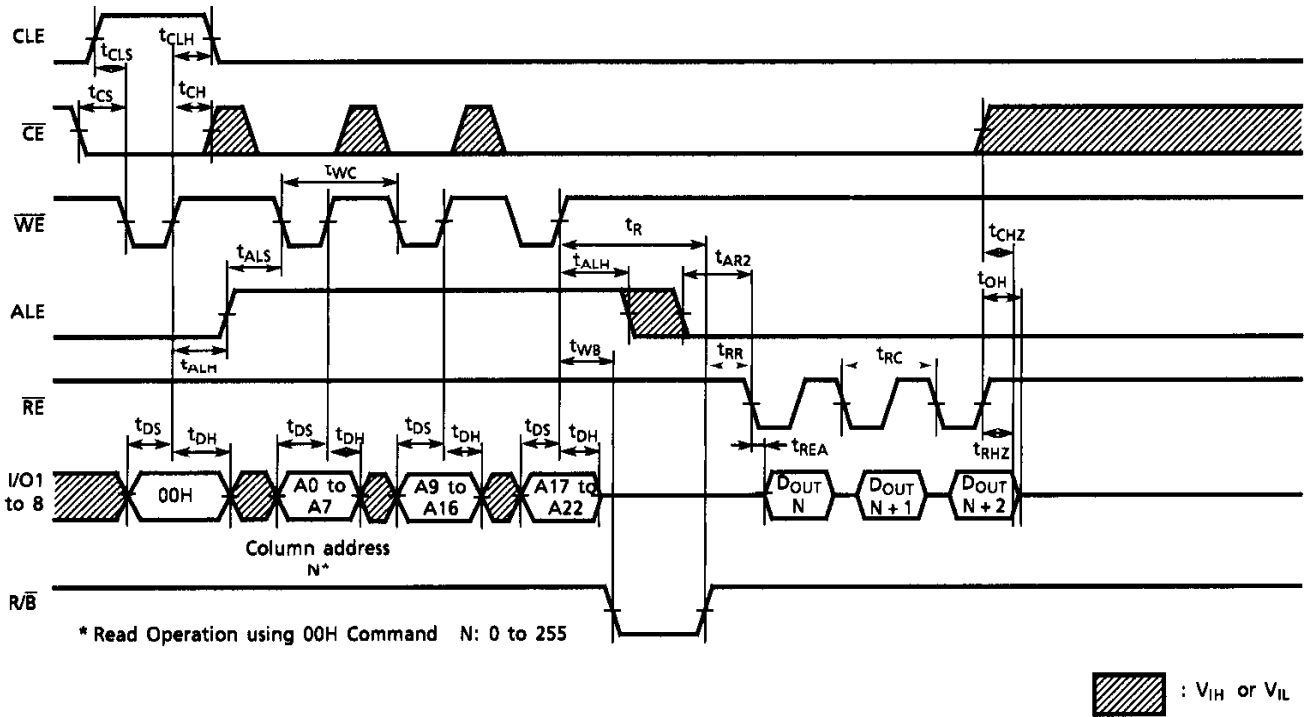 CLE
tCLS
tCLH
tCS
tCH
CE
tWC
WE
tR
tCHZ
tALS
tALH
tAR2
tOH
ALE
tALH
tWB
tRR
tRC
RE
tDS
tDH
tDS
tDH
tDS
tDH
tDS
tDH
tREA
tRHZ
I/O1
to 8
00H
A0 to
A7
A9 to
A16
A17 to
A22
DOUT
N
DOUT
N + 1
DOUT
N + 2
Column address
N*
R/B
* Read Operation using 00H Command N: 0 to 255
: VIH or VIL